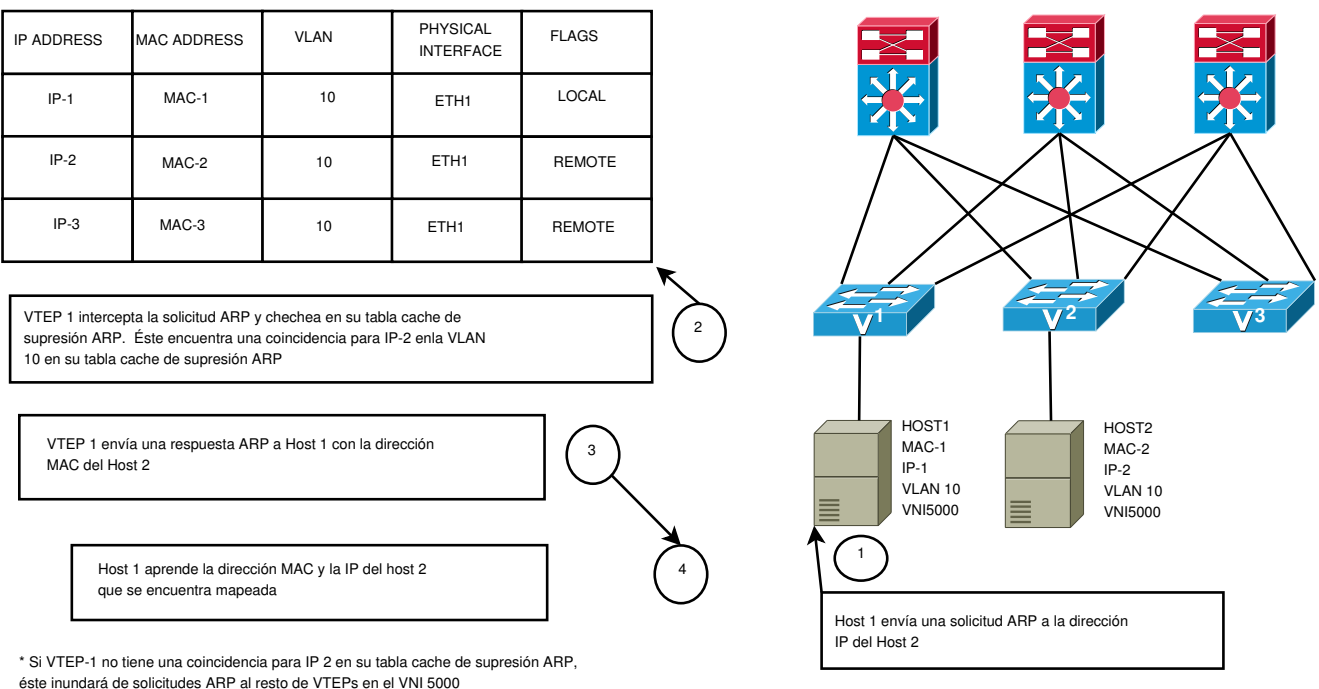 IP ADDRESS MAC ADDRESS VLAN PHYSICAL INTERFACE FLAGS
IP-1 MAC-1 10 ETH1 LOCAL
IP-2 MAC-2 10 ETH1 REMOTE
IP-3 MAC-3 10 ETH1 REMOTE
2
VTEP 1 intercepta la solicitud ARP y chechea en su tabla cache de
supresión ARP. Éste encuentra una coincidencia para IP-2 enla VLAN
10 en su tabla cache de supresión ARP
3
VTEP 1 envía una respuesta ARP a Host 1 con la dirección
MAC del Host 2
4
Host 1 aprende la dirección MAC y la IP del host 2
que se encuentra mapeada
* Si VTEP-1 no tiene una coincidencia para IP 2 en su tabla cache de supresión ARP,
éste inundará de solicitudes ARP al resto de VTEPs en el VNI 5000
V1
V2
V3
HOST1
MAC-1
IP-1
VLAN 10
VNI5000
HOST2
MAC-2
IP-2
VLAN 10
VNI5000
1
Host 1 envía una solicitud ARP a la dirección
IP del Host 2